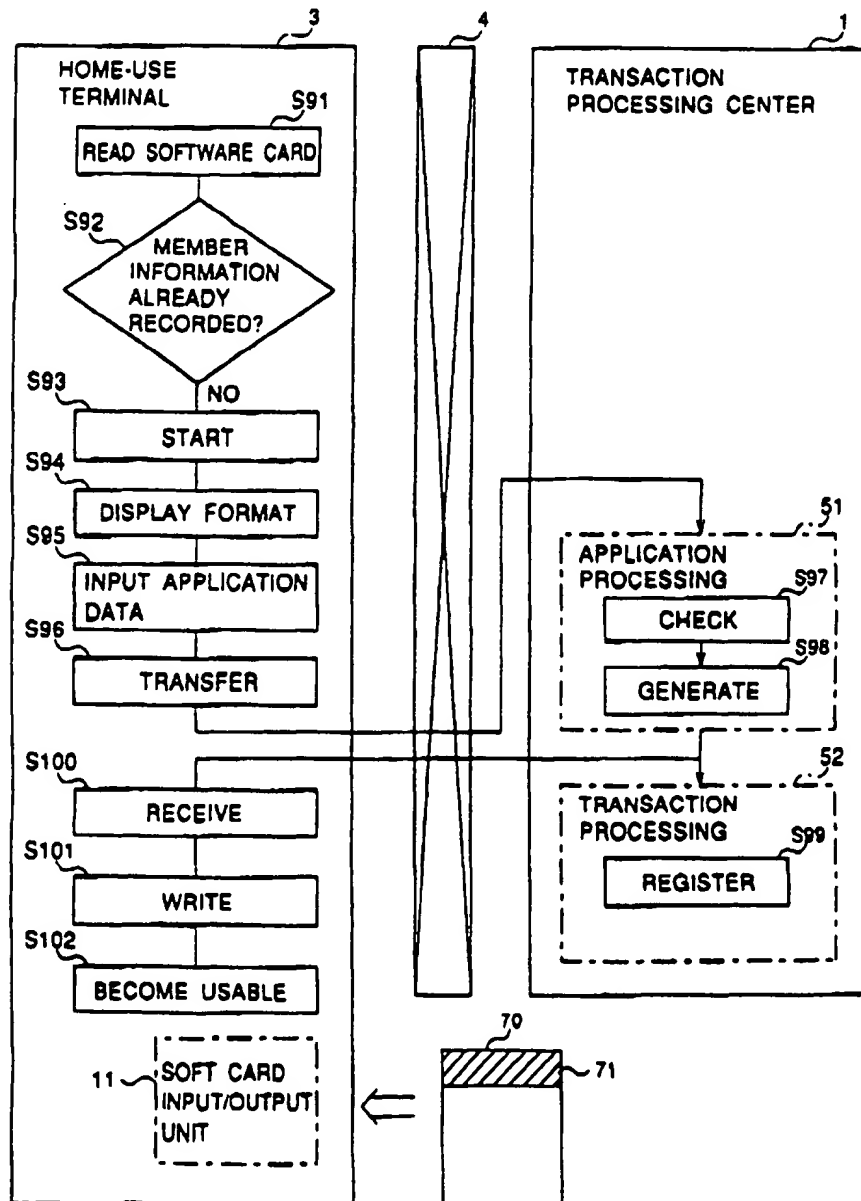 3
4
1
HOME-USE
TERMINAL
TRANSACTION
PROCESSING CENTER
S91
READ SOFTWARE CARD
S92
MEMBER
INFORMATION
ALREADY
RECORDED?
NO
S93
START
S94
DISPLAY FORMAT
S95
INPUT APPLICATION
DATA
S96
TRANSFER
51
APPLICATION
PROCESSING
S97
CHECK
S98
GENERATE
S100
RECEIVE
52
TRANSACTION
PROCESSING
S99
REGISTER
S101
WRITE
S102
BECOME USABLE
11
SOFT CARD
INPUT/OUTPUT
UNIT
70
71